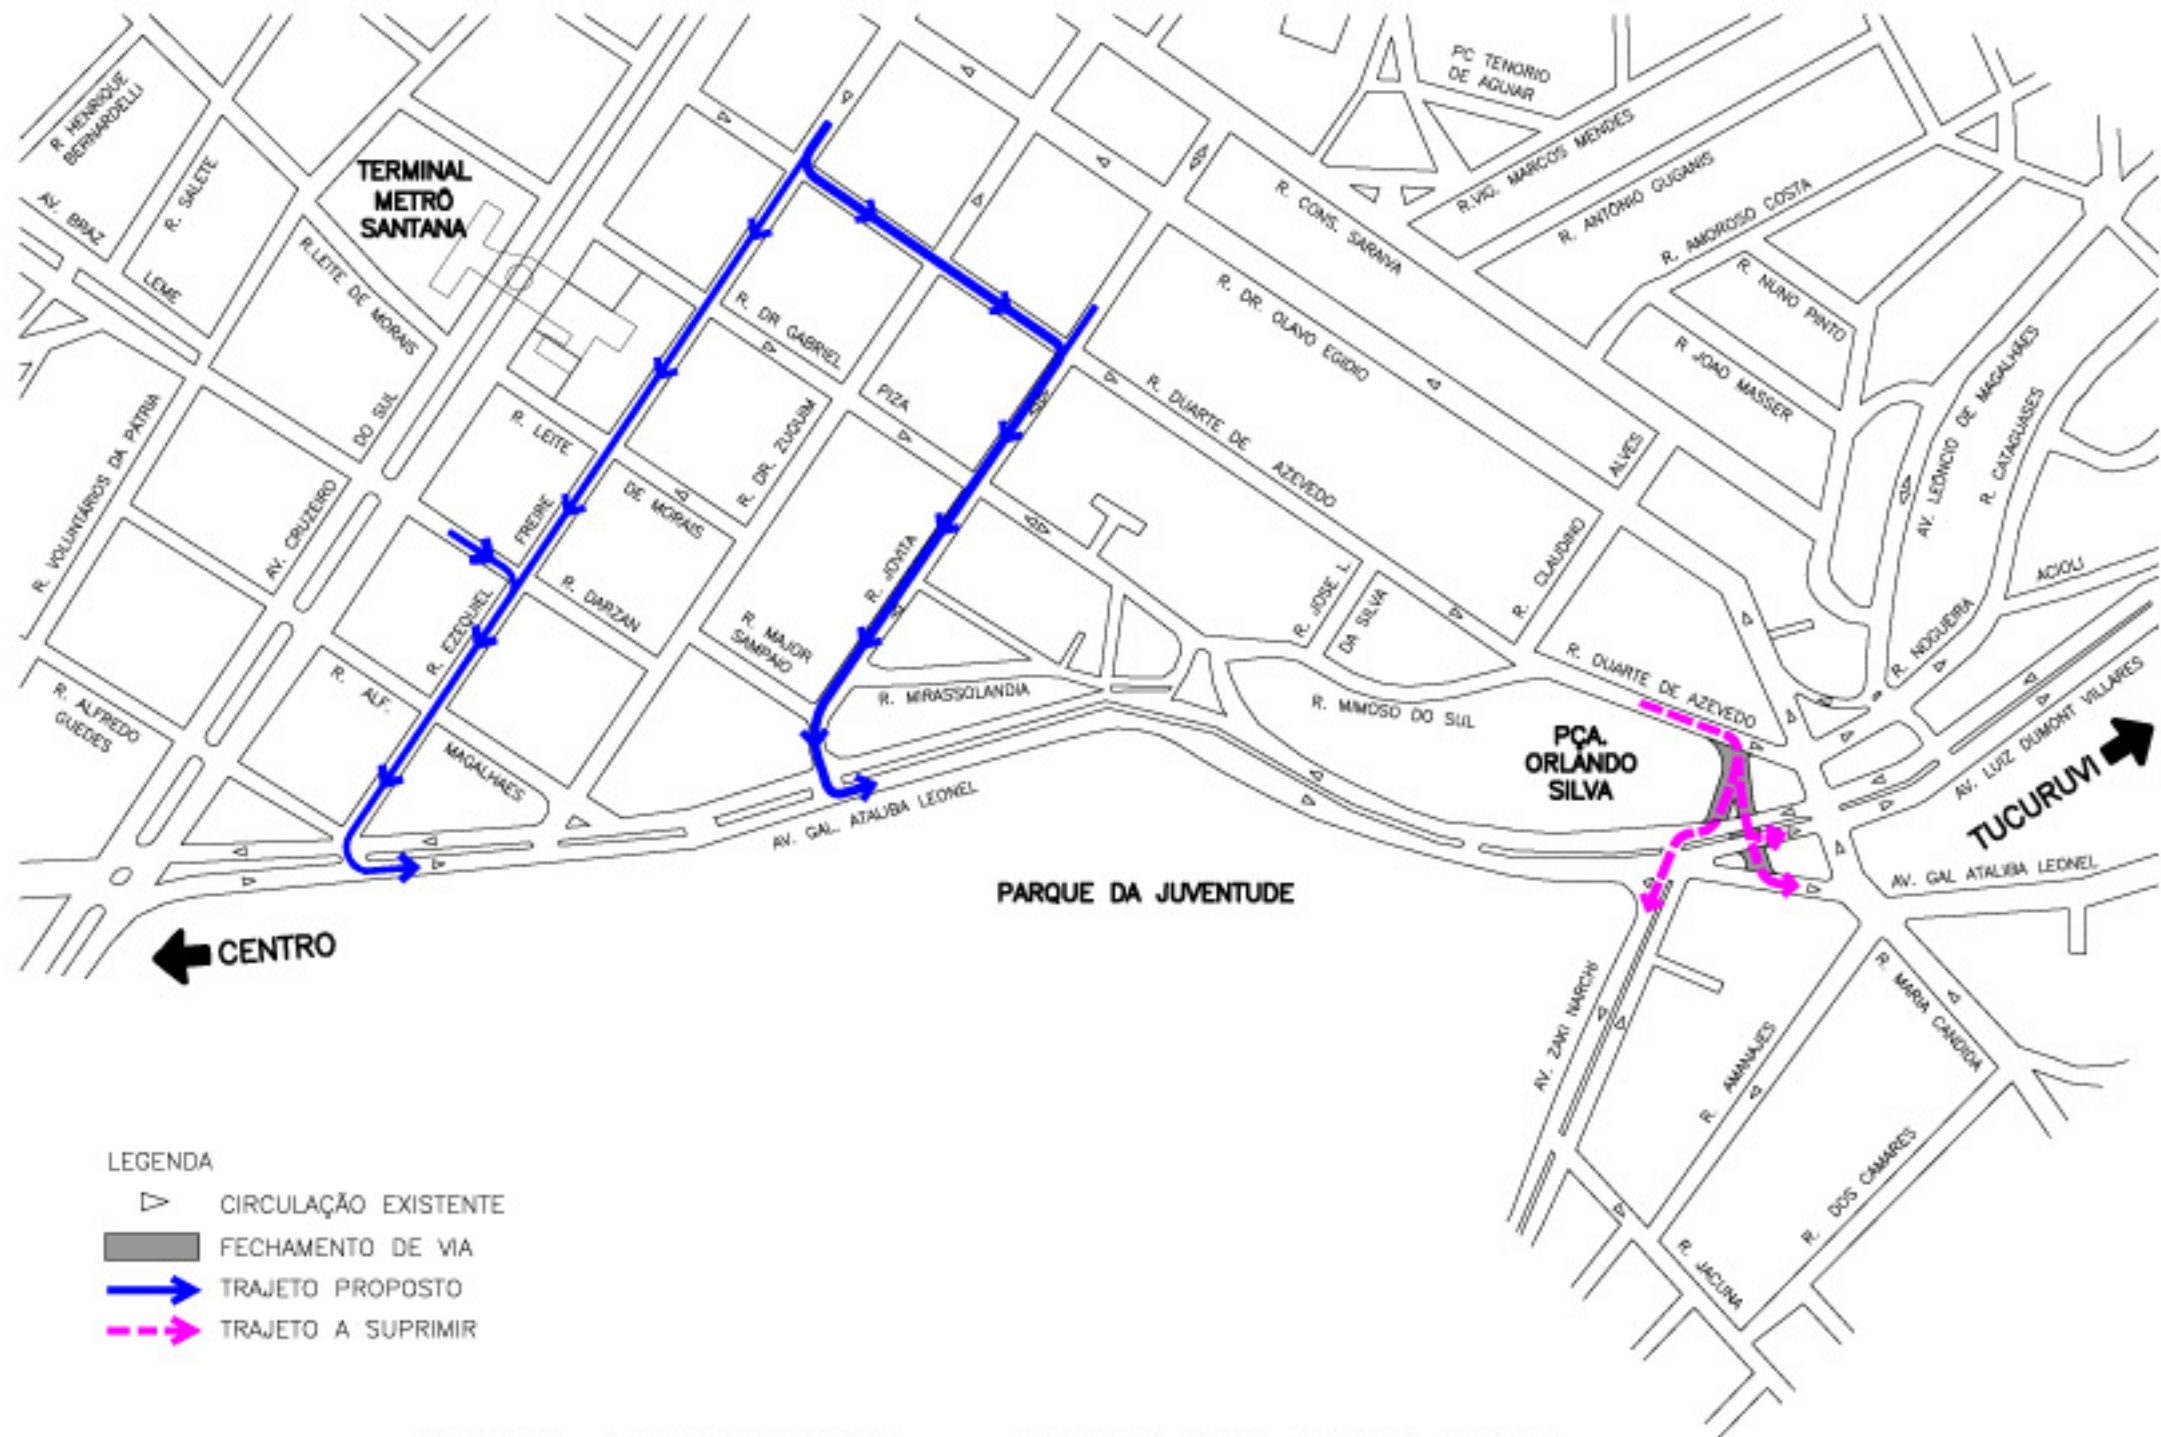 R HENRIQUE
BERNARDELLI
AV. BRAZ
LEME
R. SALETE
TERMINAL
METRÔ
SANTANA
R.LEITE DE MORAIS
DO SUL
AV. CRUZEIRO
R. VOLUNTÁRIOS DA PATRIA
R. ALFREDO
GUEDES
R. LEITE
DE MORAIS
R. EZEQUIEL
FREIRE
R. ALF.
MAGALHAES
R. DARZAN
R. DR GABRIEL
PIZA
R. DR. ZUQUIM
R. MAJOR
SAMPAIO
R. JOVITA
R. MIRASSOLANDIA
AV. GAL. ATALIBA LEONEL
PC TENORIO
DE AGUIAR
R.VIG. MARCOS MENDES
R. ANTÔNIO GUGANIS
R. AMOROSO COSTA
R. CONS. SARAIVA
R. DR. OLAVO EGIDIO
R. DUARTE DE AZEVEDO
R. NUNO PINTO
R JOAO MASSER
R. CLAUDINO
ALVES
R. JOSE L.
DA SILVA
R. MIMOSO DO SUL
R. DUARTE DE AZEVEDO
PÇA.
ORLANDO
SILVA
AV. LEONCIO DE MAGALHÃES
R. CATAGUASES
R. NOGUEIRA
ACIOLI
AV. LUIZ DUMONT VILLARES
TUCURUVI
AV. GAL ATALIBA LEONEL
PARQUE DA JUVENTUDE
CENTRO
AV. ZAKI NARCHI
R. AMANAJES
R. MARIA CANDIDA
R. DOS CAMARES
R. JACUNA
LEGENDA
CIRCULAÇÃO EXISTENTE
FECHAMENTO DE VIA
TRAJETO PROPOSTO
TRAJETO A SUPRIMIR